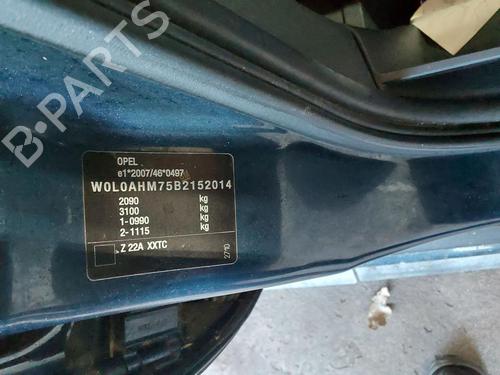 B-PARTS
OPEL
e1*2007/46*0497
W0L0AHM75B2152014
2090 kg
3100 kg
1-0990 kg
2-1115 kg
Z 22A XXTC
2710